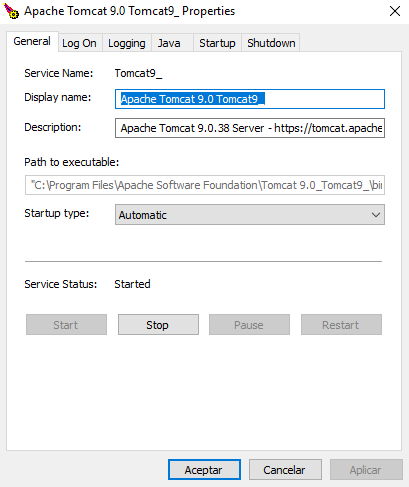 Apache Tomcat 9.0 Tomcat9_ Properties
General Log On Logging Java Startup Shutdown
Service Name: Tomcat9_
Display name: Apache Tomcat 9.0 Tomcat9_
Description: Apache Tomcat 9.0.38 Server - https://tomcat.apache
Path to executable:
"C:\Program Files\Apache Software Foundation\Tomcat 9.0_Tomcat9_\bin
Startup type: Automatic
Service Status: Started
Start Stop Pause Restart
Aceptar Cancelar Aplicar